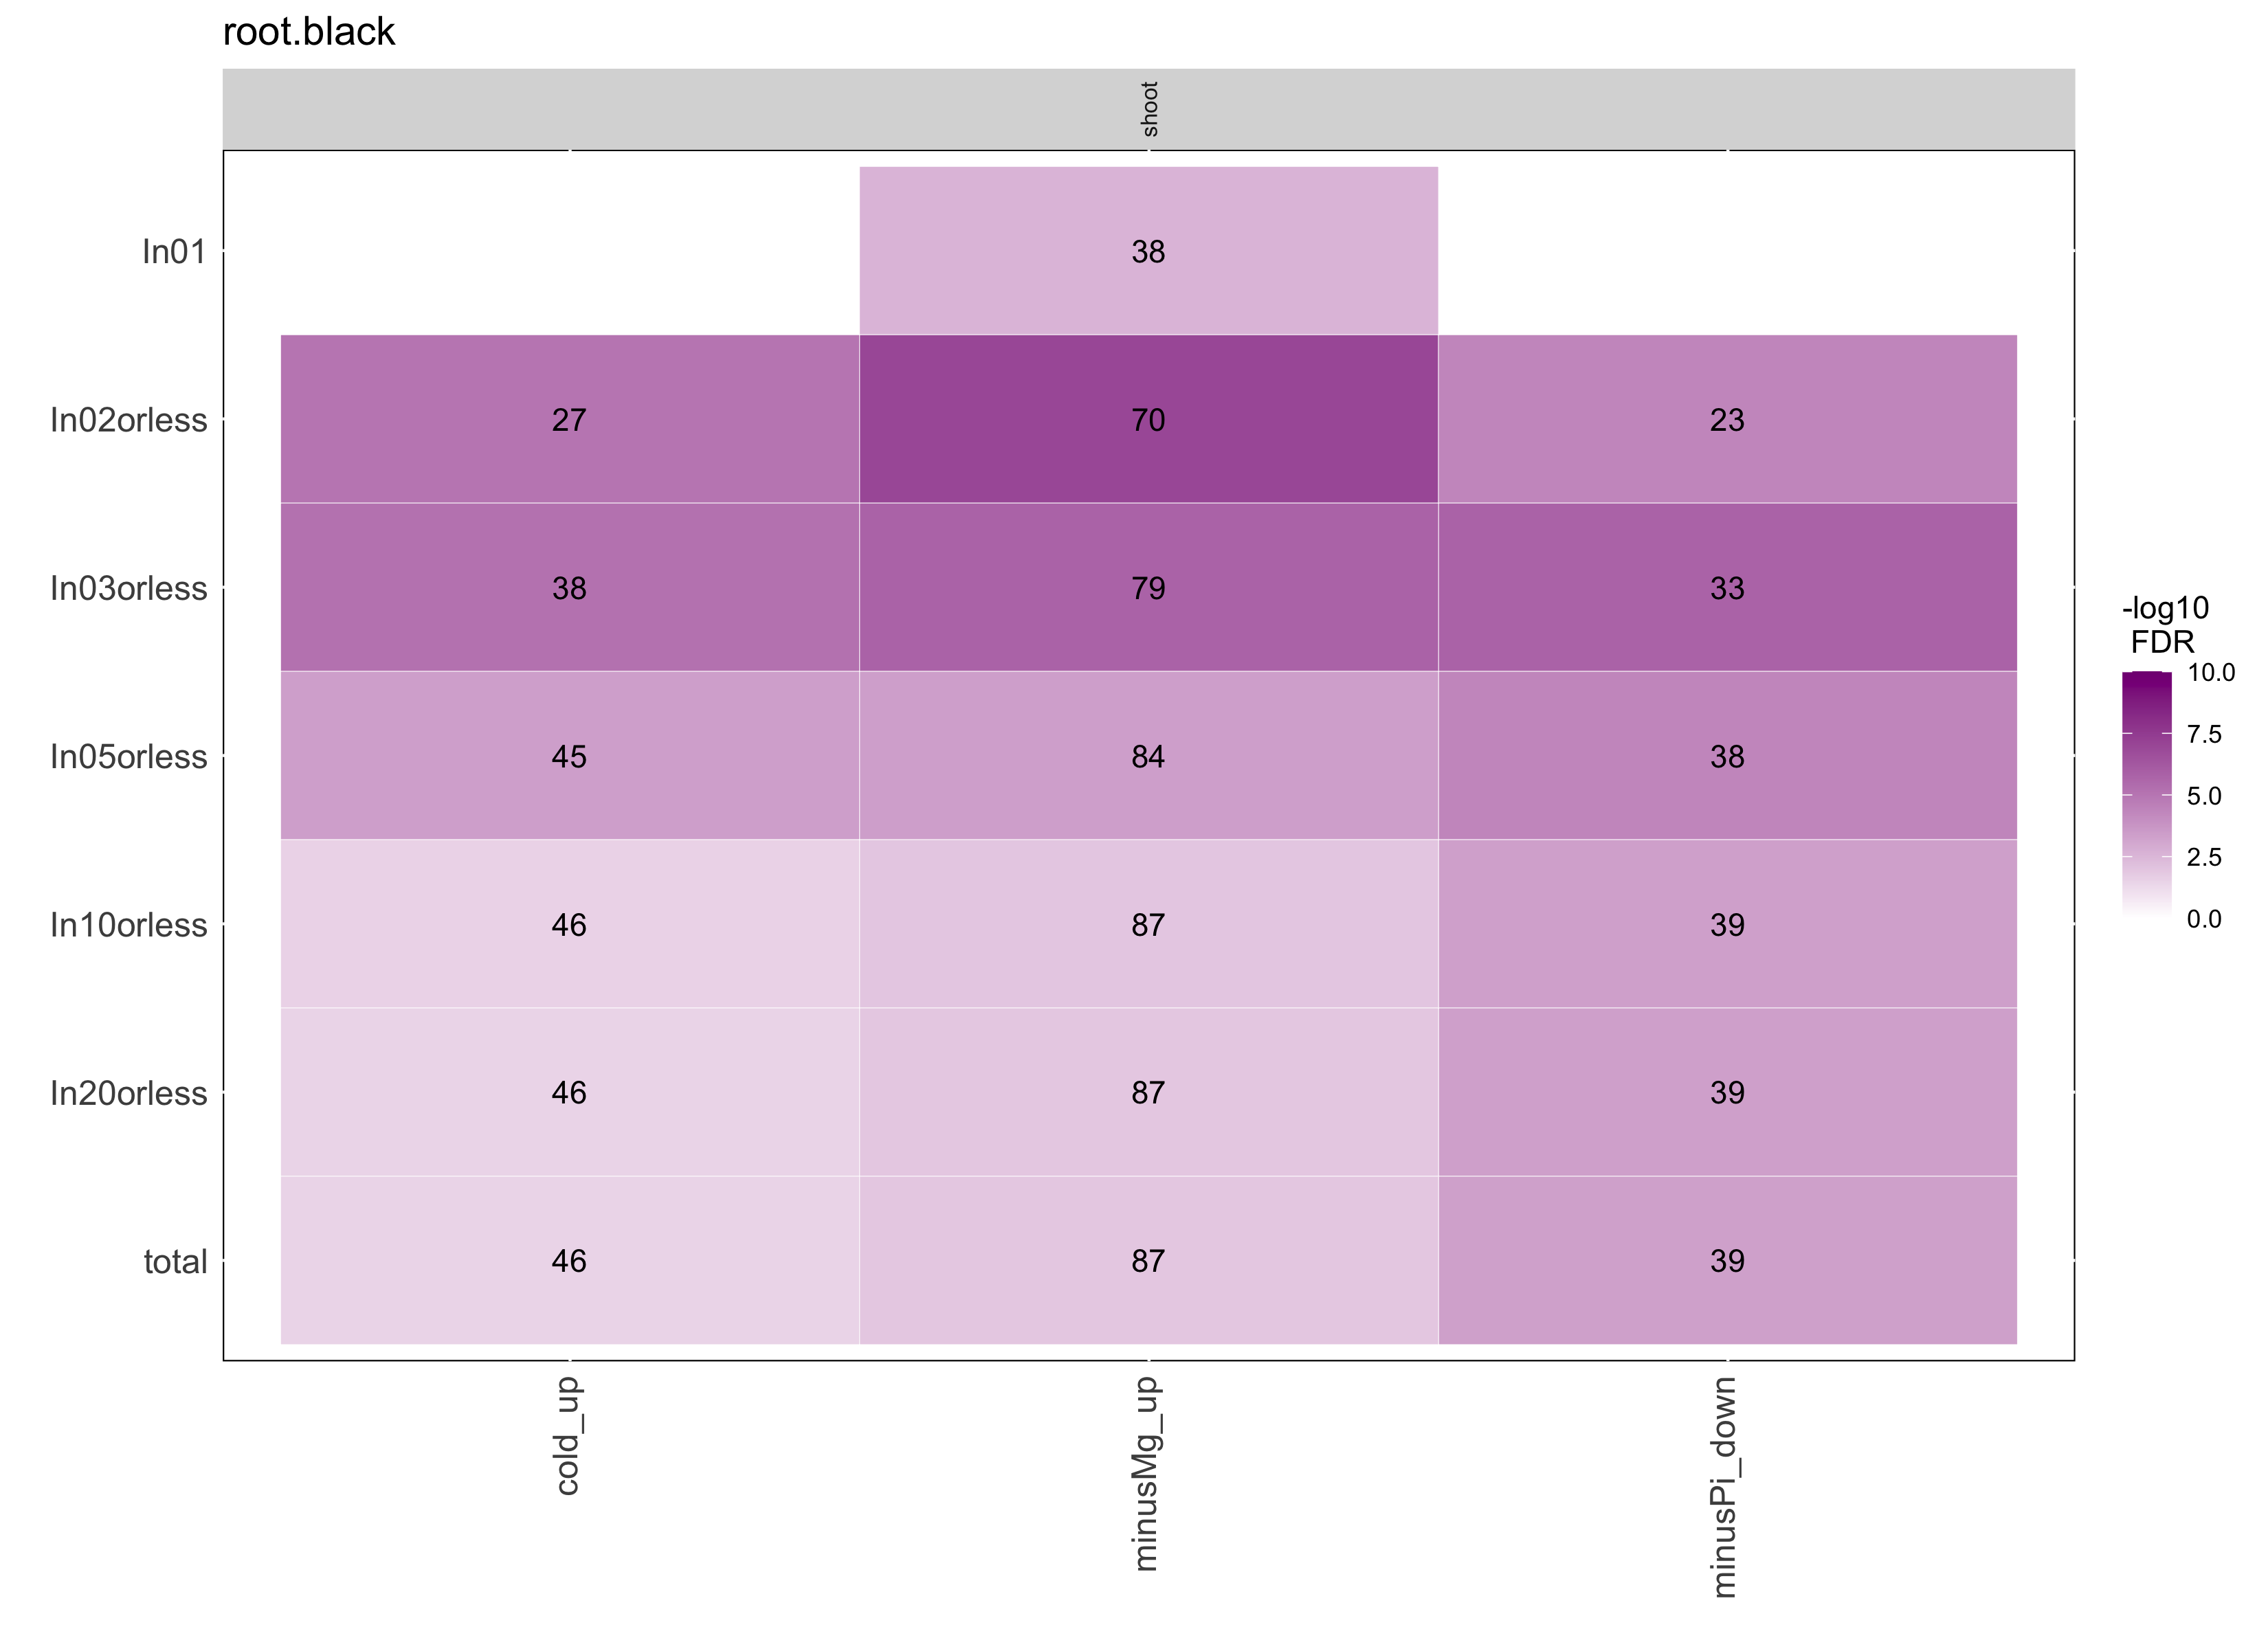 root.black
shoot
In01
38
In02orless
27 70 23
In03orless
38 79 33
In05orless
45 84 38
In10orless
46 87 39
In20orless
46 87 39
total
46 87 39
cold_up
minusMg_up
minusPi_down
-log10
FDR
10.0
7.5
5.0
2.5
0.0